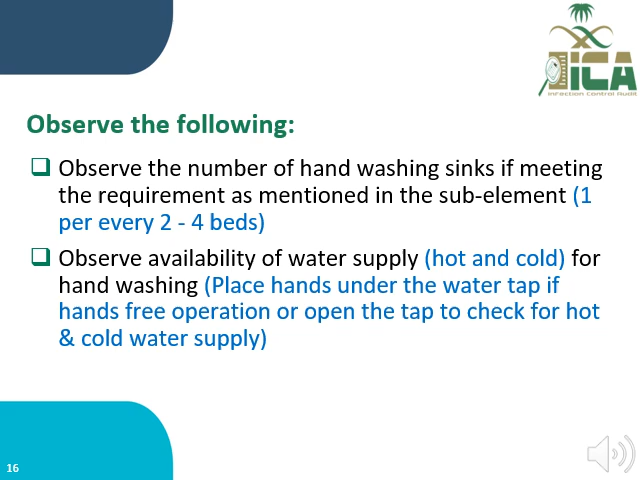 iCA
Infection Control Audit
Observe the following:
Observe the number of hand washing sinks if meeting
the requirement as mentioned in the sub-element (1
per every 2 - 4 beds)
Observe availability of water supply (hot and cold) for
hand washing (Place hands under the water tap if
hands free operation or open the tap to check for hot
& cold water supply)
16